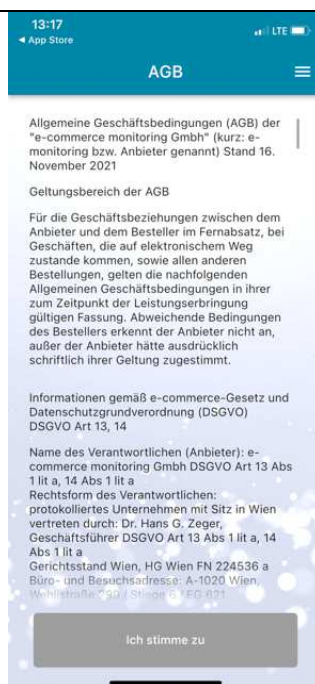 13:17
LTE
◀ App Store
AGB
Allgemeine Geschäftsbedingungen (AGB) der
"e-commerce monitoring Gmbh" (kurz: e-
monitoring bzw. Anbieter genannt) Stand 16.
November 2021
Geltungsbereich der AGB
Für die Geschäftsbeziehungen zwischen dem
Anbieter und dem Besteller im Fernabsatz, bei
Geschäften, die auf elektronischem Weg
zustande kommen, sowie allen anderen
Bestellungen, gelten die nachfolgenden
Allgemeinen Geschäftsbedingungen in ihrer
zum Zeitpunt der Leistungserbringung
gültigen Fassung. Abweichende Bedingungen
des Bestellers erkennt der Anbieter nicht an,
außer der Anbieter hätte ausdrücklich
schriftlich ihrer Geltung zugestimmt.
Informationen gemäß e-commerce-Gesetz und
Datenschutzgrundverordnung (DSGVO)
DSGVO Art 13, 14
Name des Verantwortlichen (Anbieter): e-
commerce monitoring Gmbh DSGVO Art 13 Abs
1 lit a, 14 Abs 1 lit a
Rechtsform des Verantwortlichen:
protokolliertes Unternehmen mit Sitz in Wien
vertreten durch: Dr. Hans G. Zeger,
Geschäftsführer DSGVO Art 13 Abs 1 lit a, 14
Abs 1 lit a
Gerichtsstand Wien, HG Wien FN 224536 a
Büro- und Besuchsadresse: A-1020 Wien,
Ich stimme zu